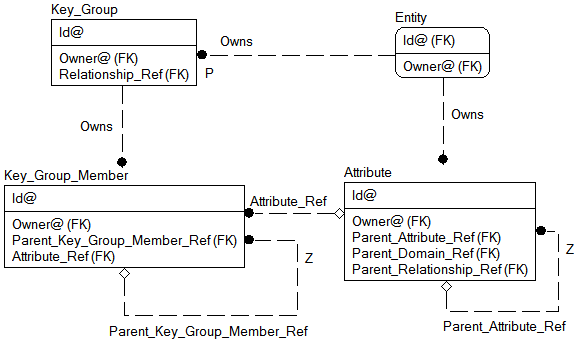 Key_Group
Id@
Owner@ (FK)
Relationship_Ref (FK)
Owns
P
Entity
Id@ (FK)
Owner@ (FK)
Owns
Owns
Key_Group_Member
Id@
Owner@ (FK)
Parent_Key_Group_Member_Ref (FK)
Attribute_Ref (FK)
Attribute_Ref
Z
Parent_Key_Group_Member_Ref
Attribute
Id@
Owner@ (FK)
Parent_Attribute_Ref (FK)
Parent_Domain_Ref (FK)
Parent_Relationship_Ref (FK)
Z
Parent_Attribute_Ref